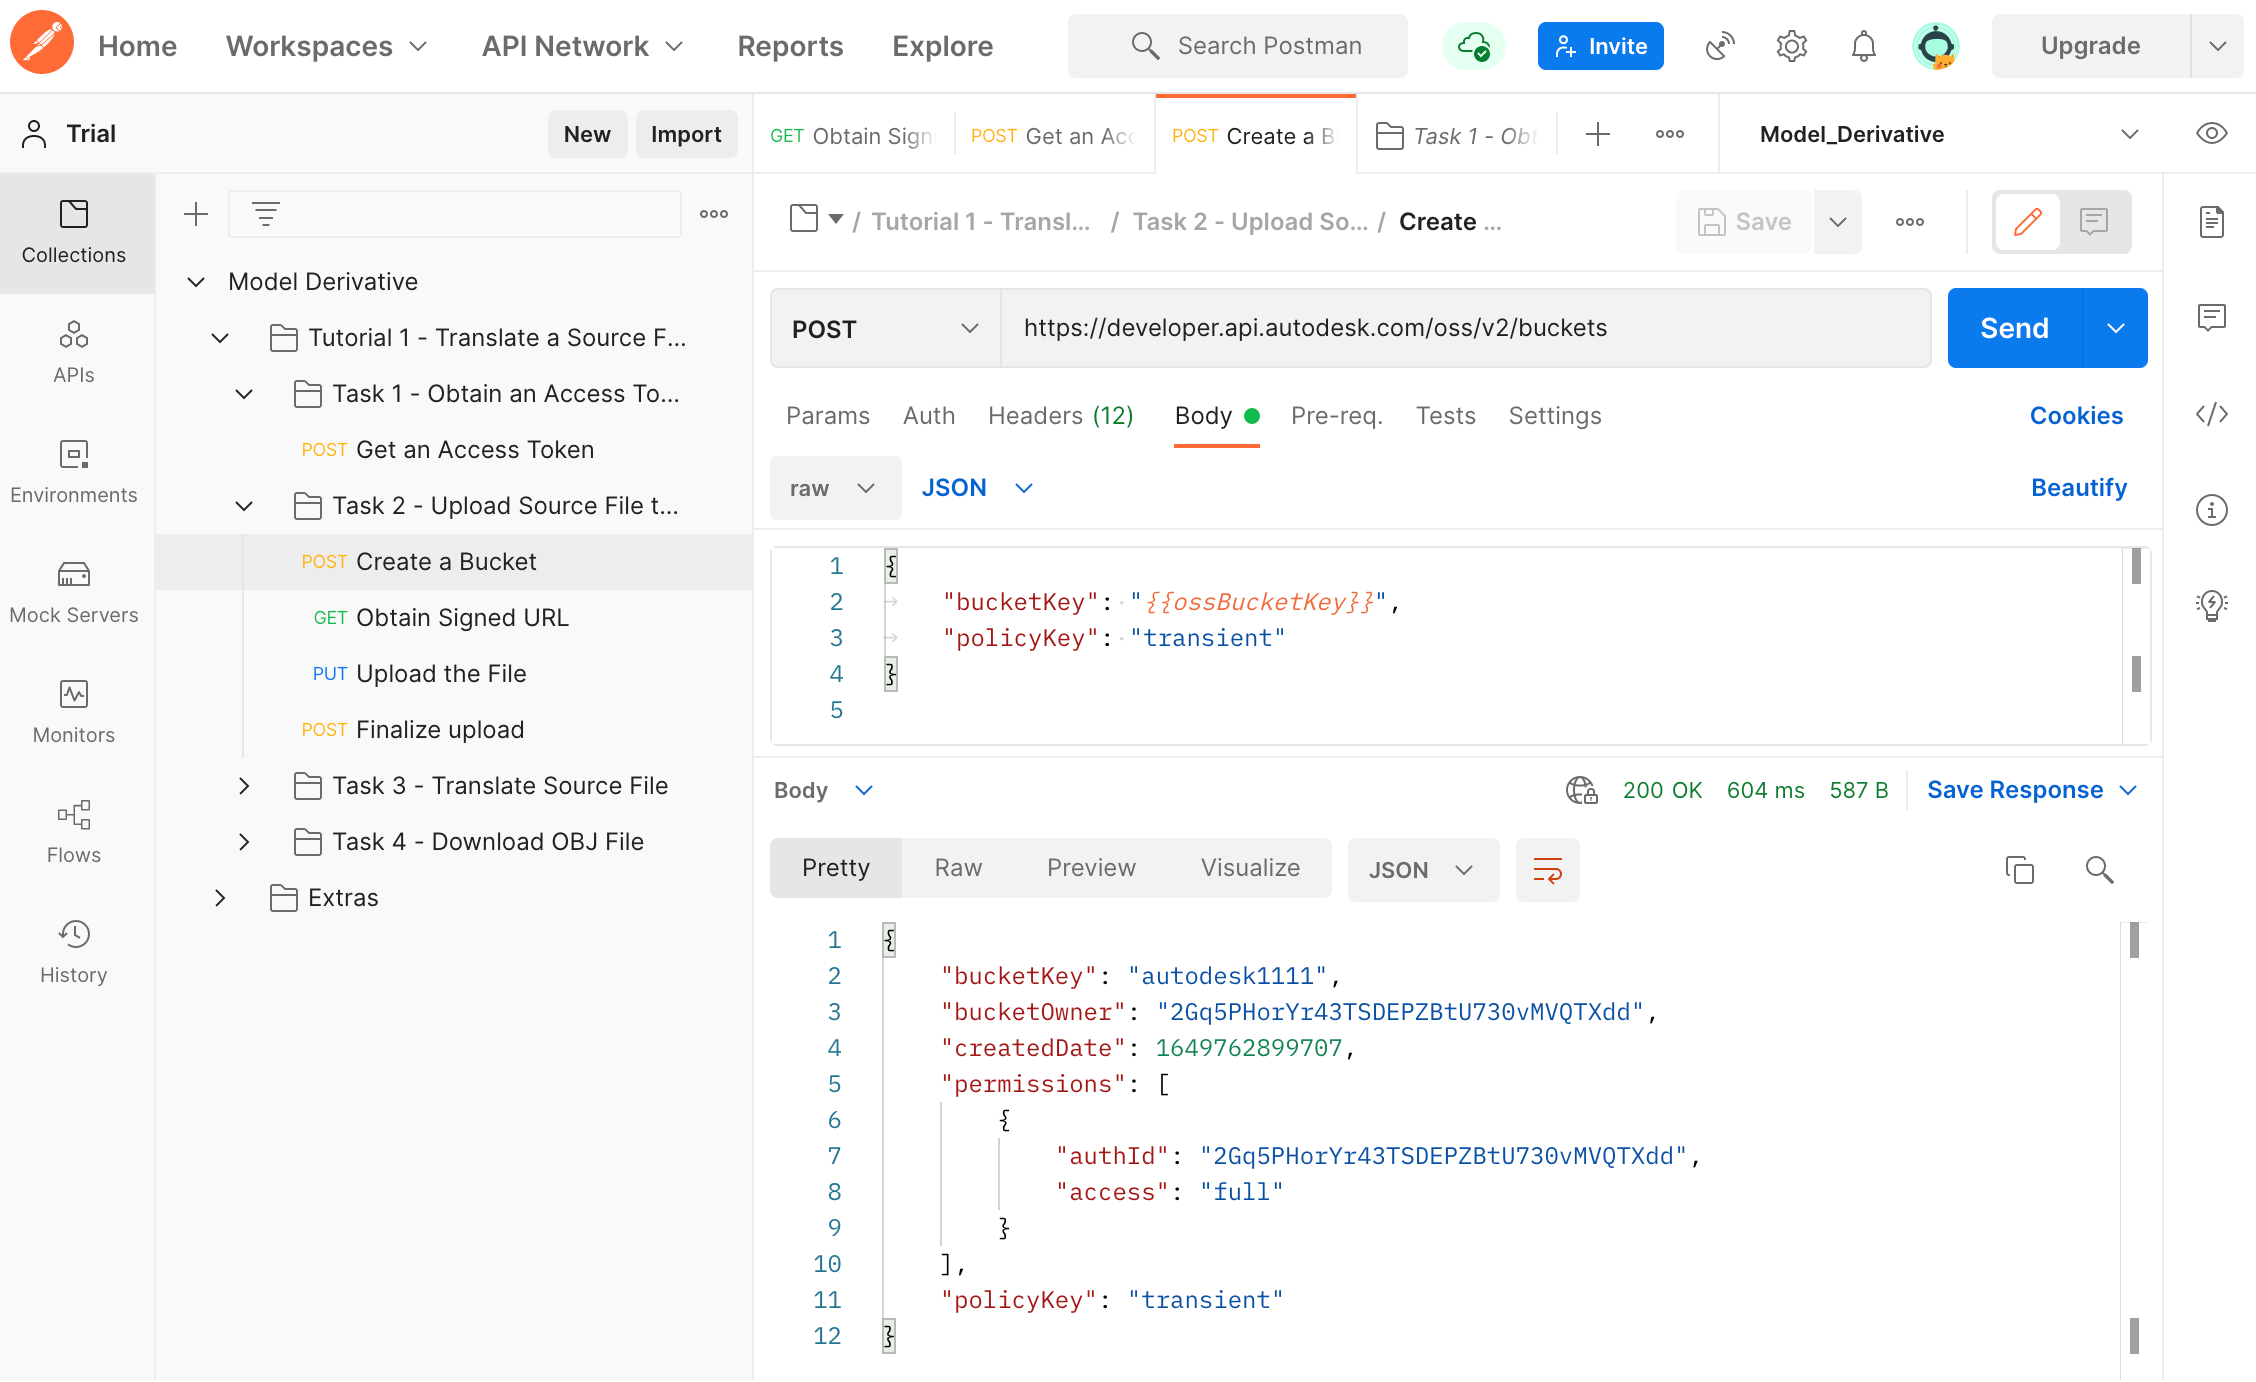 Home Workspaces API Network Reports Explore Search Postman Invite Upgrade
Trial New Import
GET Obtain Sign POST Get an Acc POST Create a B Task 1 - Obt ooo Model_Derivative
Collections
APIs
Environments
Mock Servers
Monitors
Flows
History
Model Derivative
Tutorial 1 - Translate a Source F...
Task 1 - Obtain an Access To...
POST Get an Access Token
Task 2 - Upload Source File t...
POST Create a Bucket
GET Obtain Signed URL
PUT Upload the File
POST Finalize upload
Task 3 - Translate Source File
Task 4 - Download OBJ File
Extras
/ Tutorial 1 - Transl... / Task 2 - Upload So... / Create ... Save
POST https://developer.api.autodesk.com/oss/v2/buckets Send
Params Auth Headers (12) Body Pre-req. Tests Settings Cookies
raw JSON Beautify
1 {
2 "bucketKey": "{{ossBucketKey}}",
3 "policyKey": "transient"
4 }
5
Body 200 OK 604 ms 587 B Save Response
Pretty Raw Preview Visualize JSON
1 {
2 "bucketKey": "autodesk1111",
3 "bucketOwner": "2Gq5PHorYr43TSDEPZBtU730vMVQTXdd",
4 "createdDate": 1649762899707,
5 "permissions": [
6 {
7 "authId": "2Gq5PHorYr43TSDEPZBtU730vMVQTXdd",
8 "access": "full"
9 }
10 ],
11 "policyKey": "transient"
12 }